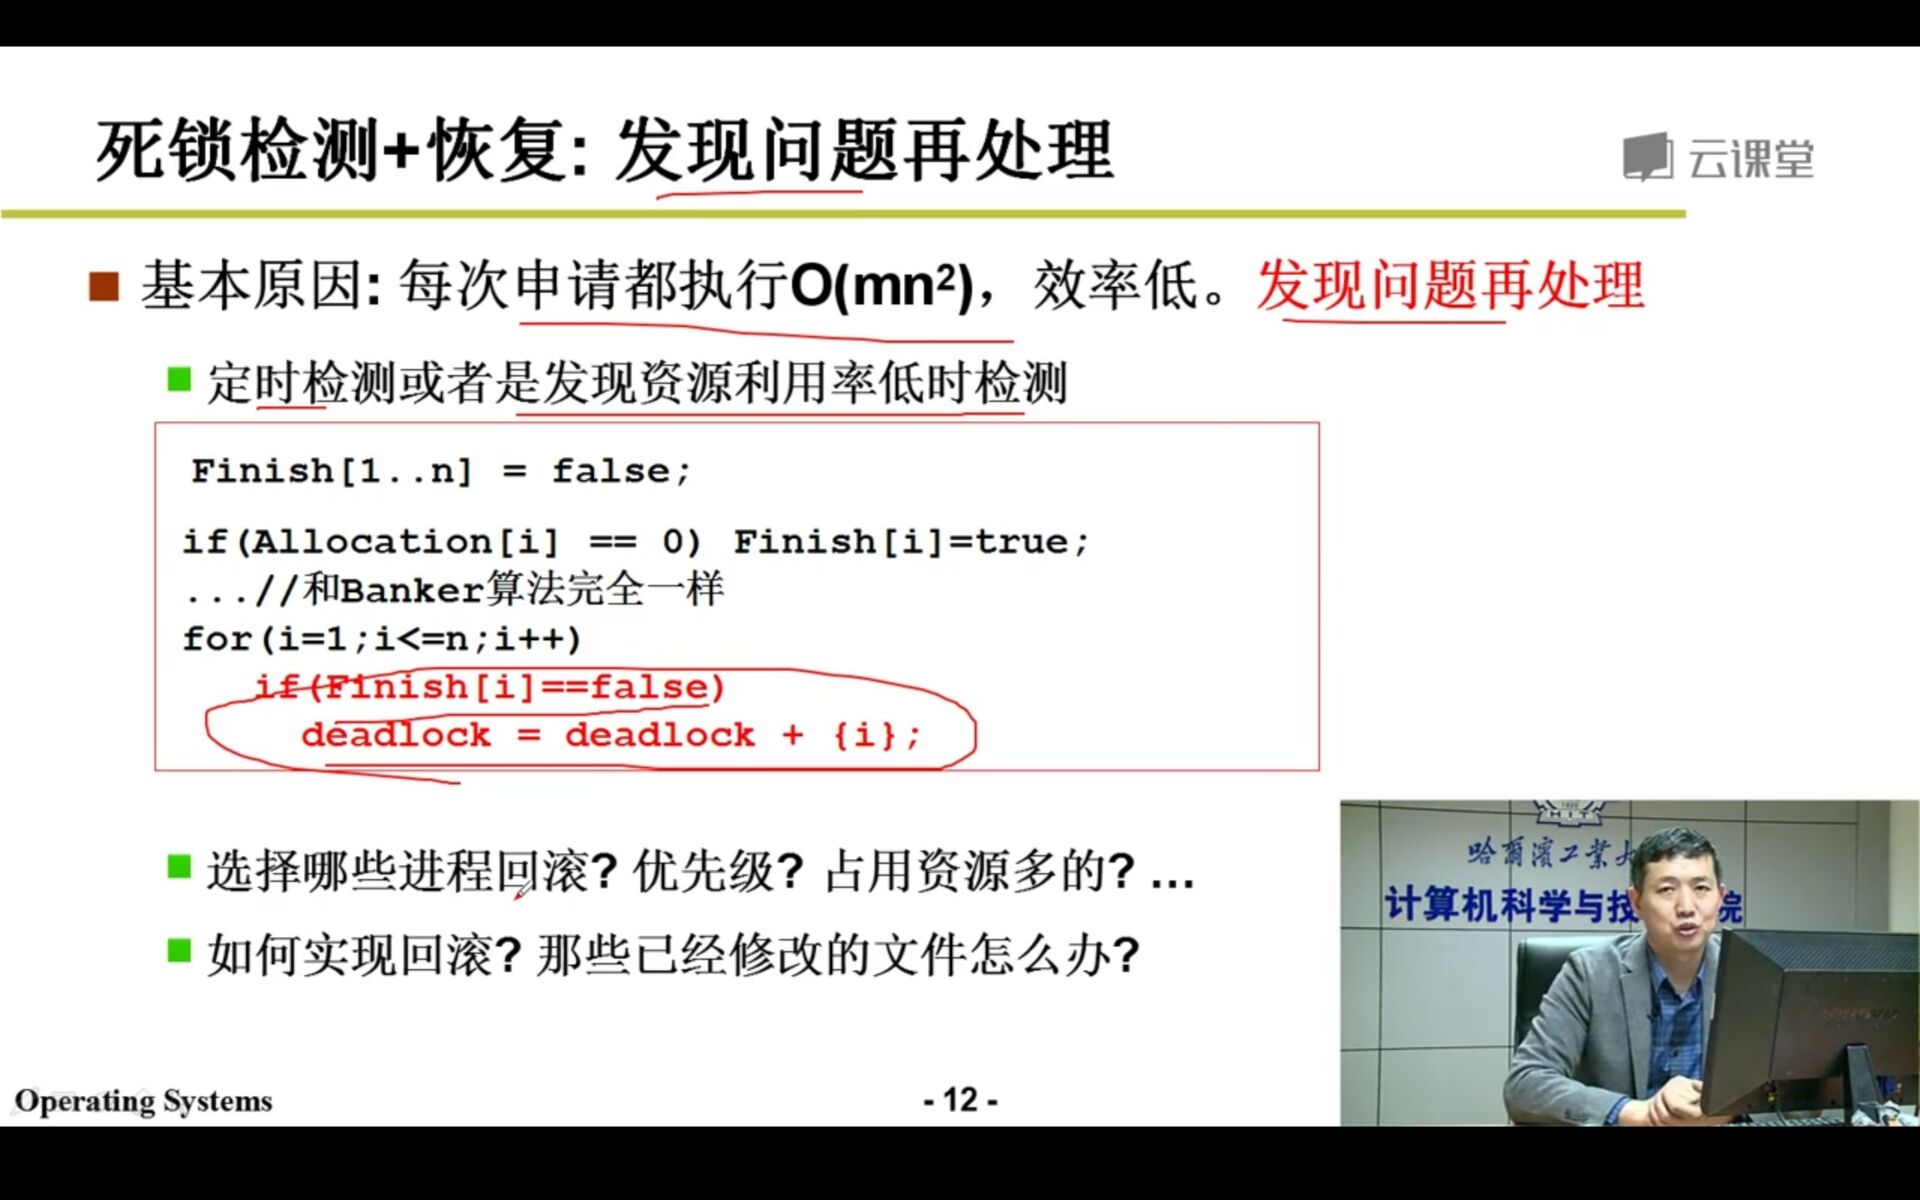 死锁检测+恢复: 发现问题再处理
云课堂
基本原因: 每次申请都执行O(mn²)，效率低。发现问题再处理
定时检测或者是发现资源利用率低时检测
Finish[1..n] = false;
if(Allocation[i] == 0) Finish[i]=true;
...//和Banker算法完全一样
for(i=1;i<=n;i++)
if(Finish[i]==false)
deadlock = deadlock + {i};
选择哪些进程回滚? 优先级? 占用资源多的? ...
如何实现回滚? 那些已经修改的文件怎么办?
HIT
哈爾濱工業大
计算机科学与技 院
Operating Systems
- 12 -